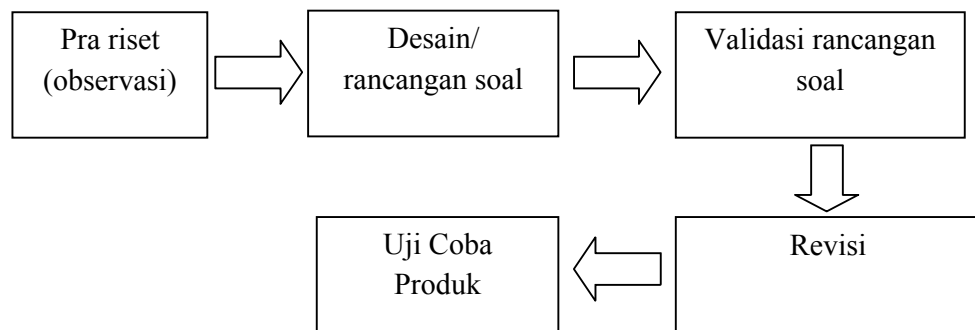 Pra riset
(observasi)
Desain/
rancangan soal
Validasi rancangan
soal
Revisi
Uji Coba
Produk